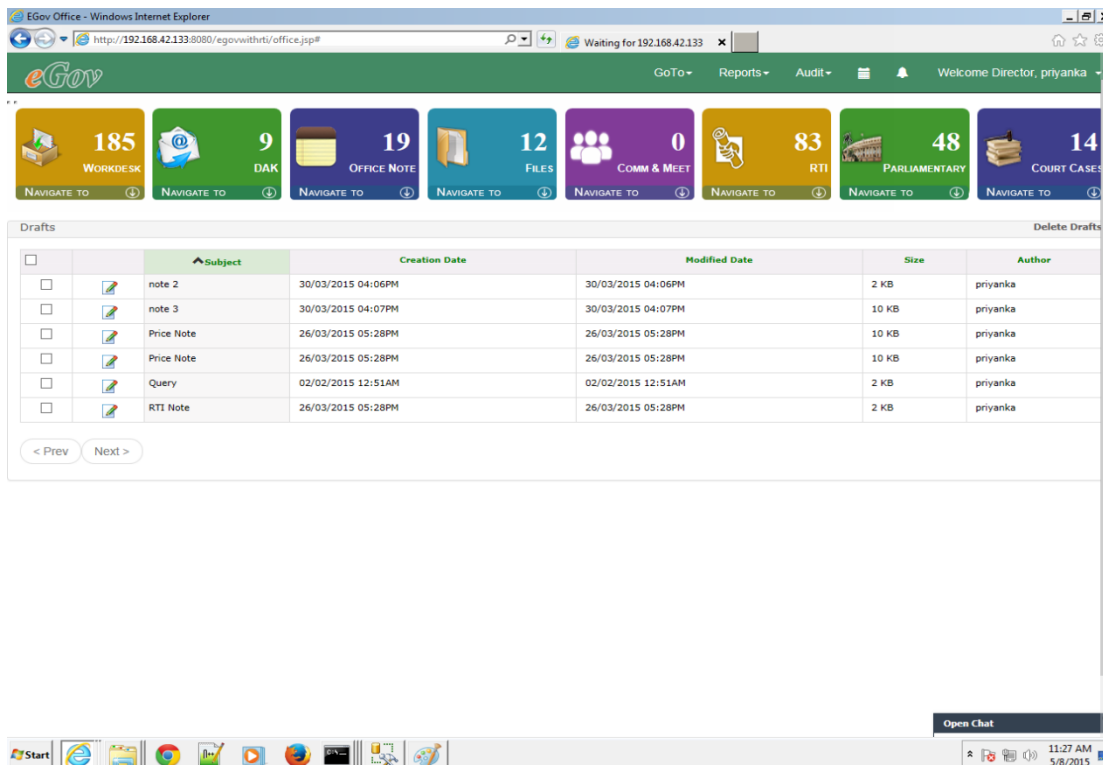 EGov Office - Windows Internet Explorer
http://192.168.42.133:8080/egovwithrti/office.jsp#
Waiting for 192.168.42.133
eGov
GoTo
Reports
Audit
Welcome Director, priyanka
185 WORKDESK
NAVIGATE TO
9 DAK
NAVIGATE TO
19 OFFICE NOTE
NAVIGATE TO
12 FILES
NAVIGATE TO
0 COMM & MEET
NAVIGATE TO
83 RTI
NAVIGATE TO
48 PARLIAMENTARY
NAVIGATE TO
14 COURT CASES
NAVIGATE TO
Drafts Delete Drafts
Subject Creation Date Modified Date Size Author
note 2 30/03/2015 04:06PM 30/03/2015 04:06PM 2 KB priyanka
note 3 30/03/2015 04:07PM 30/03/2015 04:07PM 10 KB priyanka
Price Note 26/03/2015 05:28PM 26/03/2015 05:28PM 10 KB priyanka
Price Note 26/03/2015 05:28PM 26/03/2015 05:28PM 10 KB priyanka
Query 02/02/2015 12:51AM 02/02/2015 12:51AM 2 KB priyanka
RTI Note 26/03/2015 05:28PM 26/03/2015 05:28PM 2 KB priyanka
< Prev Next >
Open Chat
Start
11:27 AM
5/8/2015